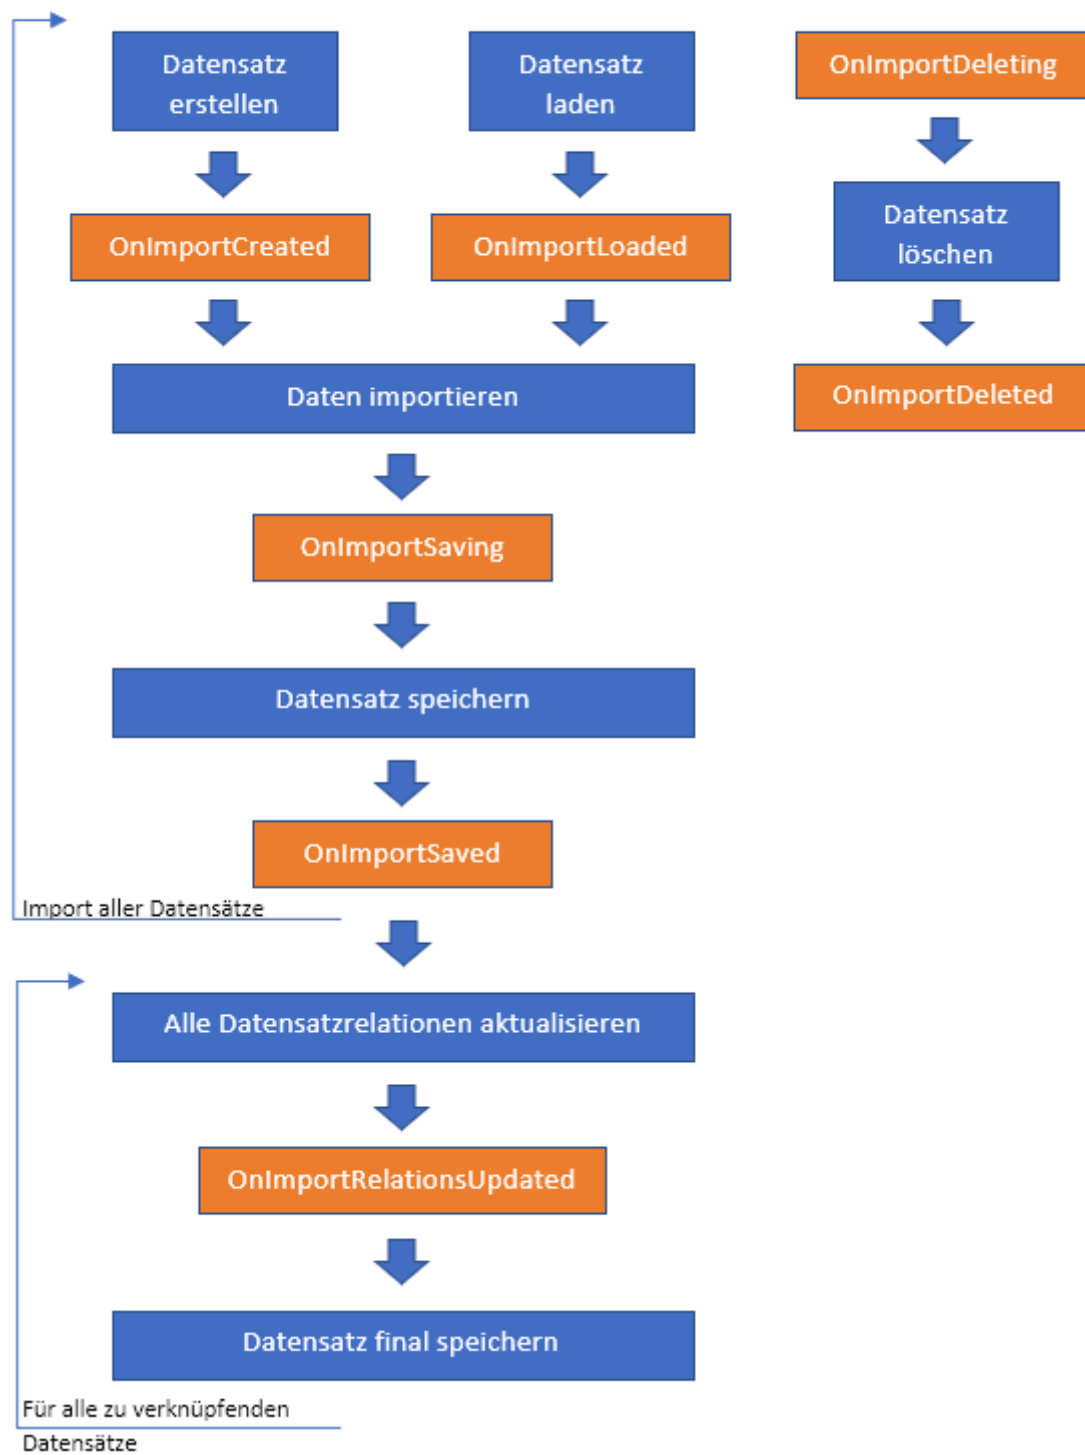 Datensatz
erstellen
Datensatz
laden
OnImportDeleting
OnImportCreated
OnImportLoaded
Datensatz
löschen
Daten importieren
OnImportDeleted
OnImportSaving
Datensatz speichern
OnImportSaved
Import aller Datensätze
Alle Datensatzrelationen aktualisieren
OnImportRelationsUpdated
Datensatz final speichern
Für alle zu verknüpfenden
Datensätze